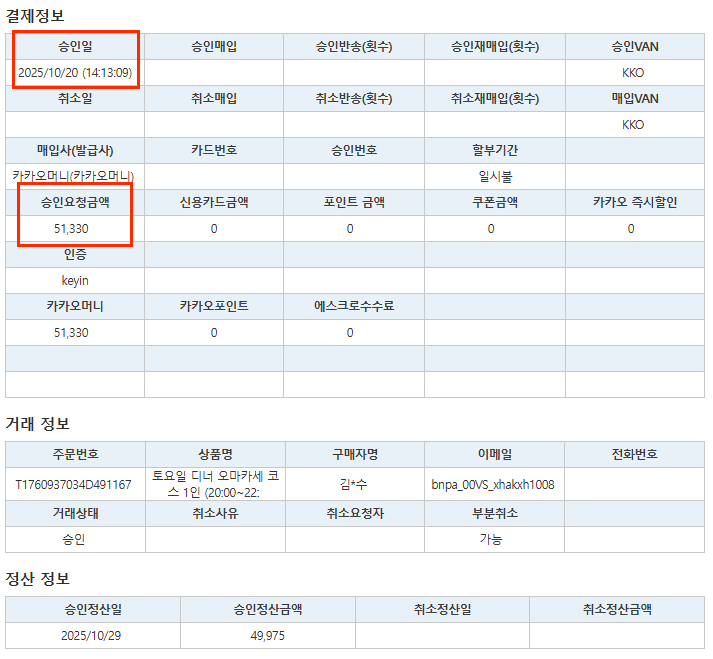 결제정보
승인일 승인매입 승인반송(횟수) 승인재매입(횟수) 승인VAN
2025/10/20 (14:13:09) KKO
취소일 취소매입 취소반송(횟수) 취소재매입(횟수) 매입VAN
KKO
매입사(발급사) 카드번호 승인번호 할부기간
카카오머니(카카오머니) 일시불
승인요청금액 신용카드금액 포인트 금액 쿠폰금액 카카오 즉시할인
51,330 0 0 0 0
인증
keyin
카카오머니 카카오포인트 에스크로수수료
51,330 0 0
거래 정보
주문번호 상품명 구매자명 이메일 전화번호
T1760937034D491167 토요일 디너 오마카세 코 김*수 bnpa_00VS_xhakxh1008
스 1인 (20:00~22:
거래상태 취소사유 취소요청자 부분취소
승인 가능
정산 정보
승인정산일 승인정산금액 취소정산일 취소정산금액
2025/10/29 49,975